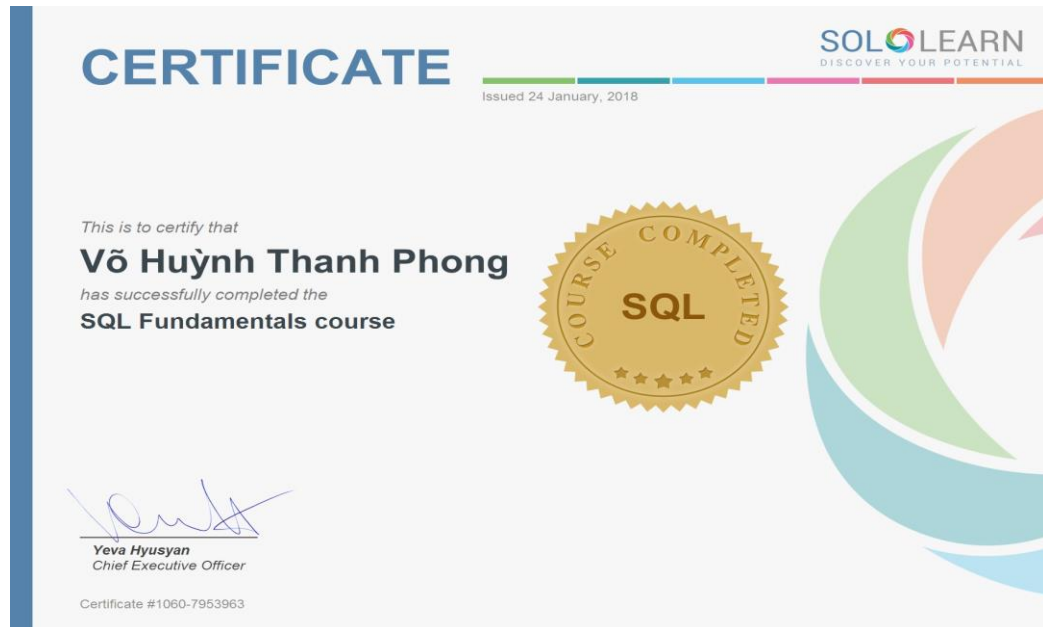 CERTIFICATE
SOLOLEARN
DISCOVER YOUR POTENTIAL
Issued 24 January, 2018
This is to certify that
Võ Huỳnh Thanh Phong
has successfully completed the
SQL Fundamentals course
COURSE COMPLETED
SQL
Yeva Hyusyan
Chief Executive Officer
Certificate #1060-7953963